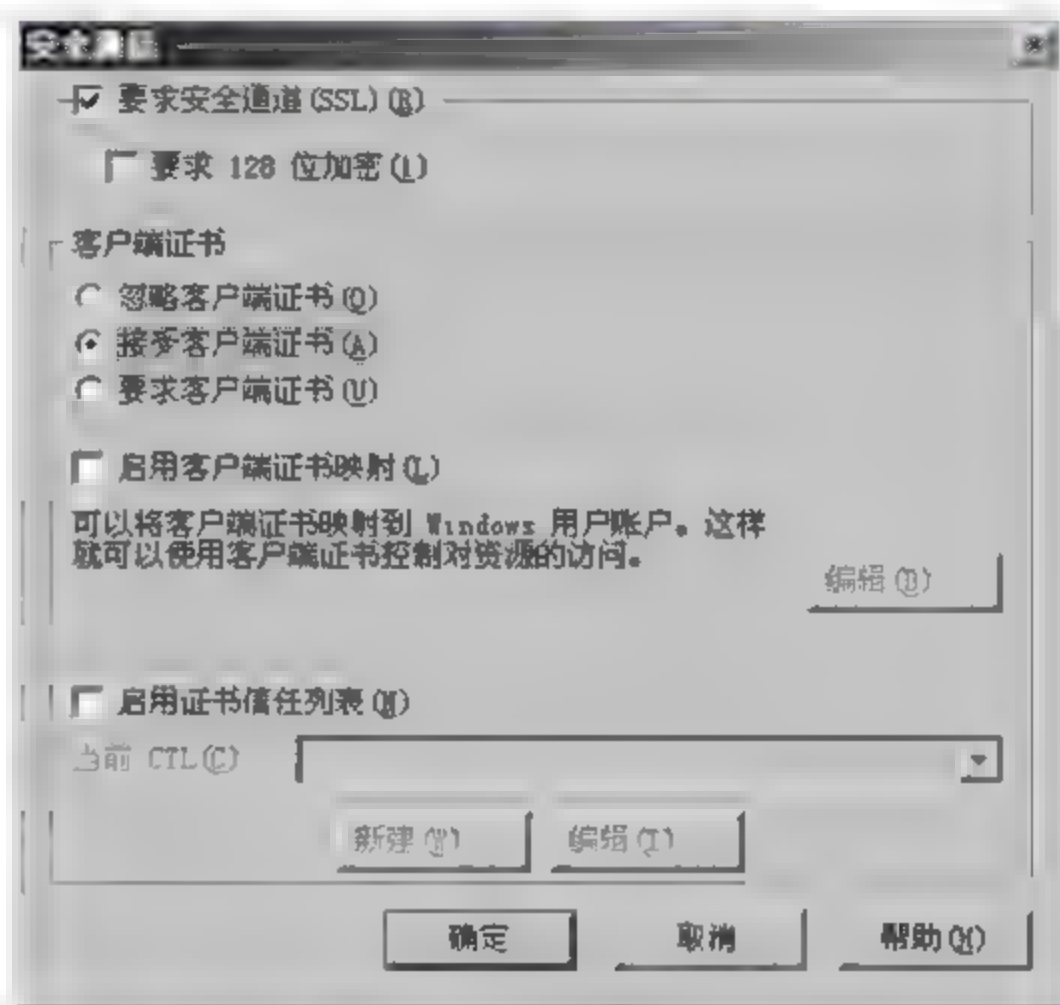 安全通信
要求安全通道(SSL)(R)
要求 128 位加密(1)
客户端证书
忽略客户端证书(O)
接受客户端证书(A)
要求客户端证书(U)
启用客户端证书映射(L)
可以将客户端证书映射到 Windows 用户账户。这样
就可以使用客户端证书控制对资源的访问。
编辑(D)
启用证书信任列表(N)
当前 CTL(C)
新建(W)
编辑(T)
确定
取消
帮助(H)